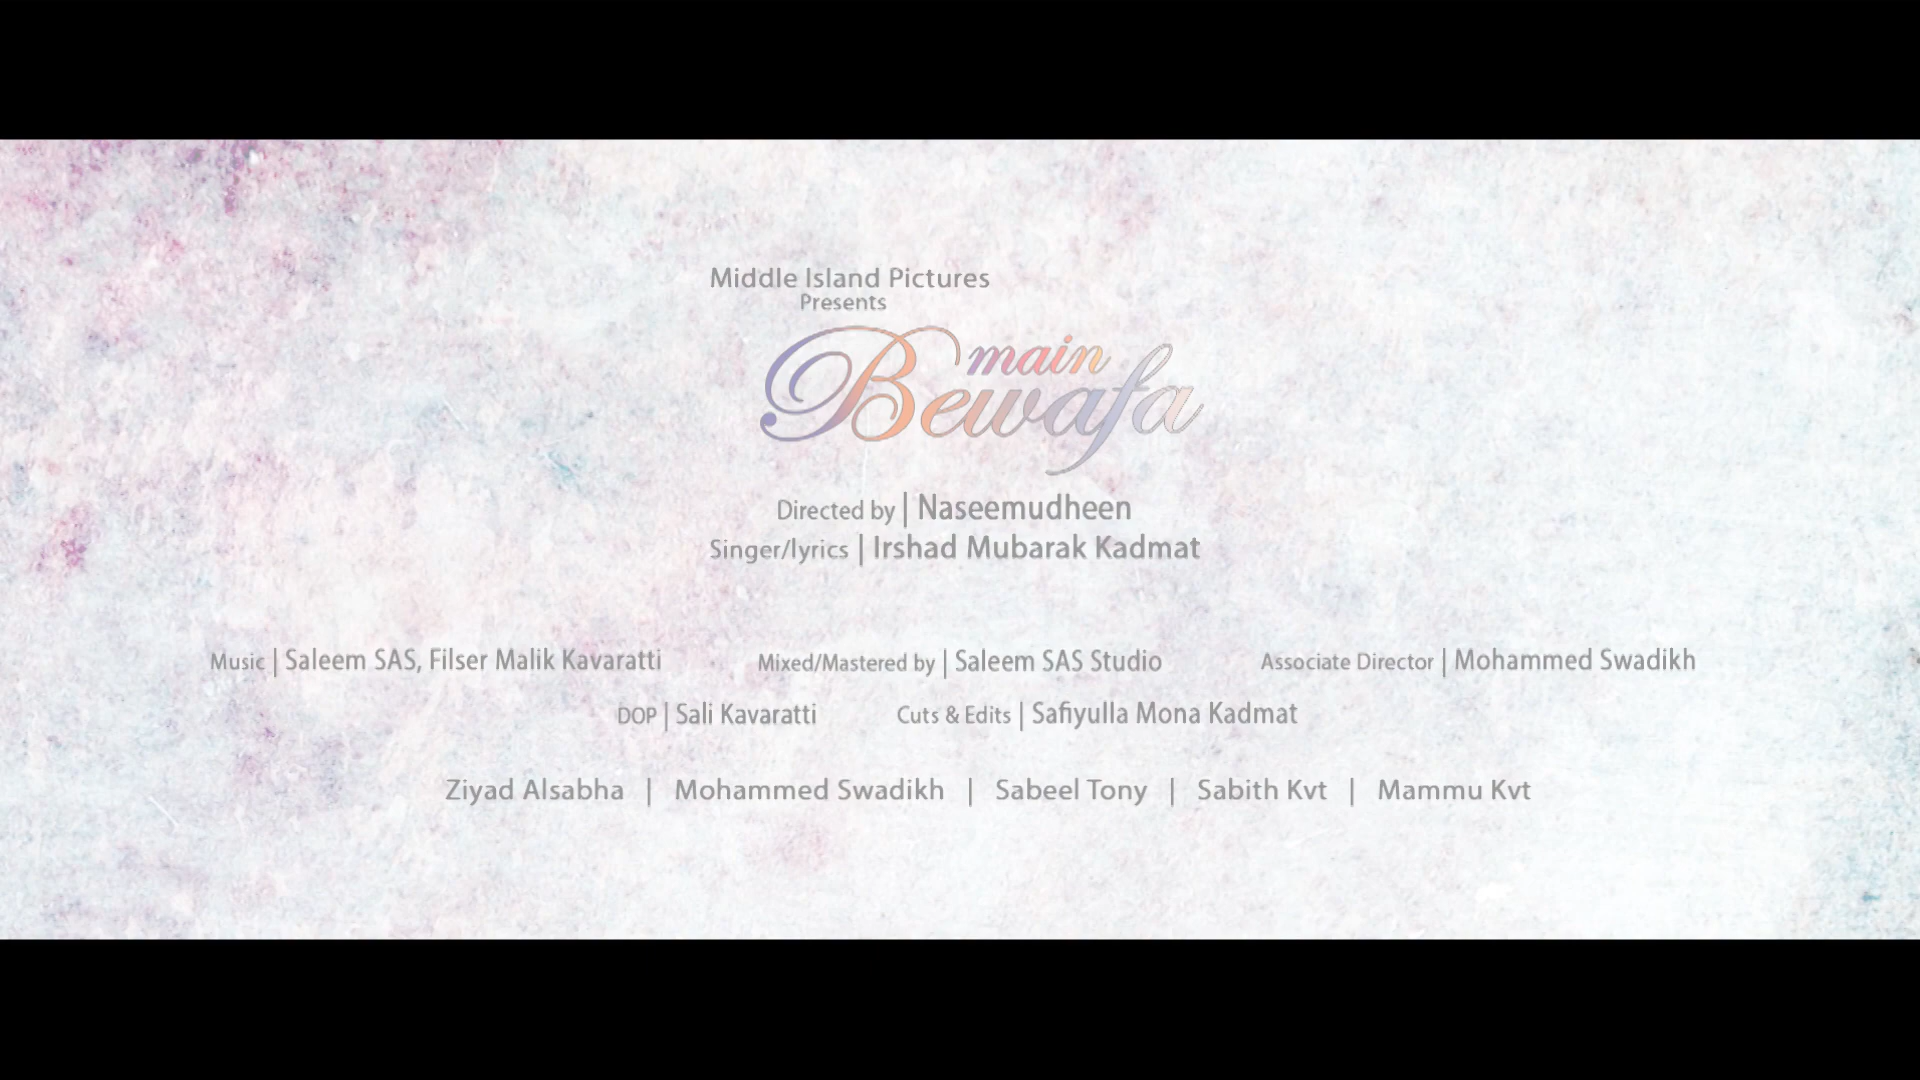 Middle Island Pictures
Presents
main
Bewafa
Directed by | Naseemudheen
Singer/lyrics | Irshad Mubarak Kadmat
Music | Saleem SAS, Filser Malik Kavaratti Mixed/Mastered by | Saleem SAS Studio Associate Director | Mohammed Swadikh
DOP | Sali Kavaratti Cuts & Edits | Safiyulla Mona Kadmat
Ziyad Alsabha | Mohammed Swadikh | Sabeel Tony | Sabith Kvt | Mammu Kvt